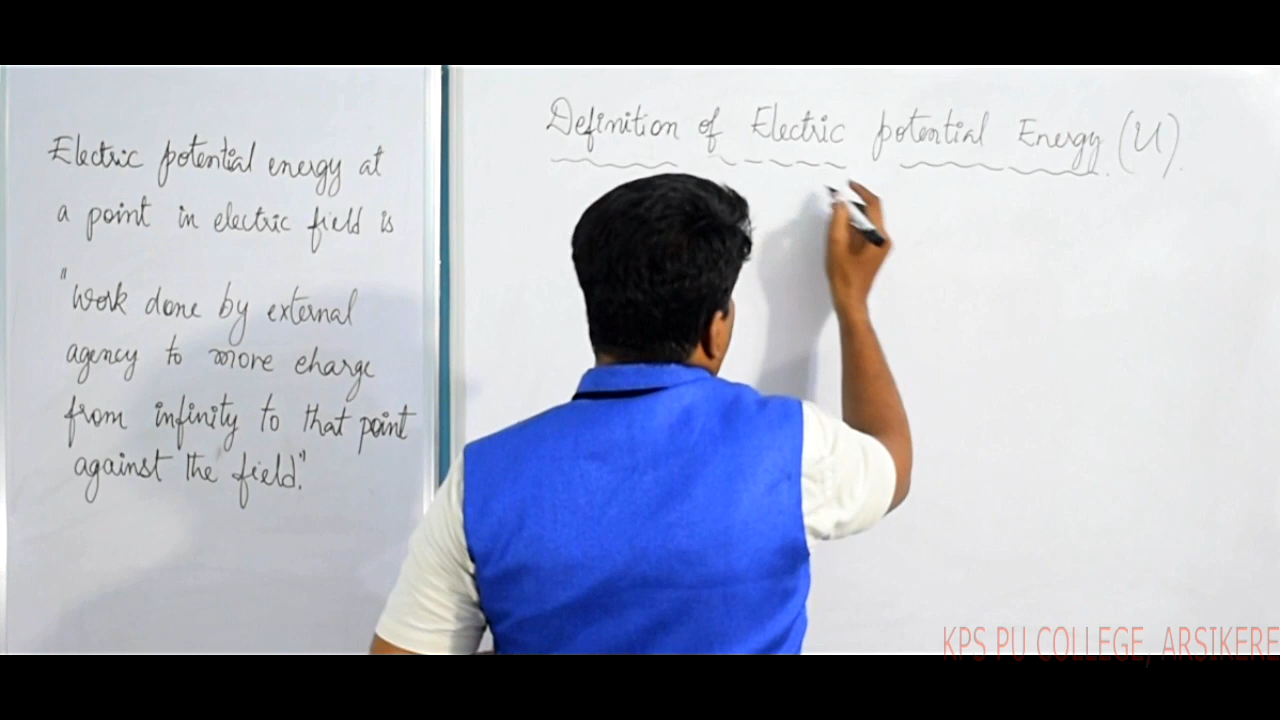 Electric potential energy at
a point in electric field is
"Work done by external
agency to move charge
from infinity to that point
against the field."
Definition of Electric potential Energy (U).
KPS PU COLLEGE, ARSIKERE